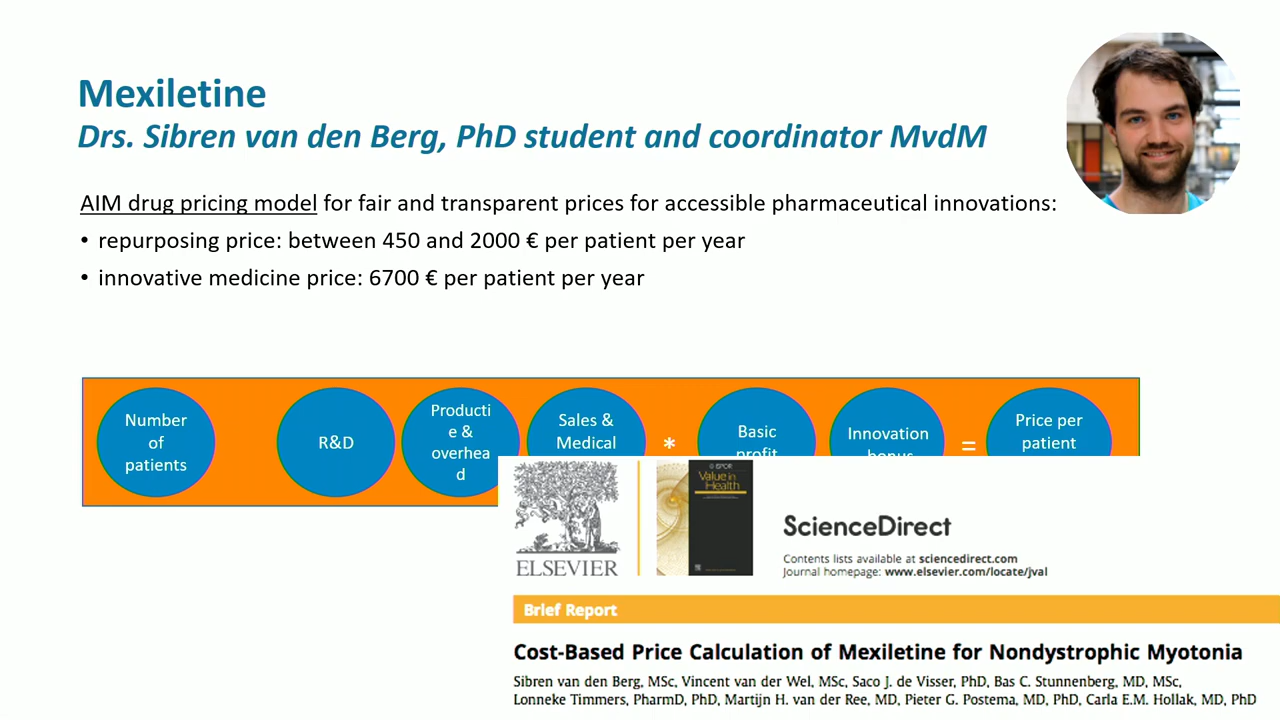 Mexiletine
Drs. Sibren van den Berg, PhD student and coordinator MvdM
AIM drug pricing model for fair and transparent prices for accessible pharmaceutical innovations:
• repurposing price: between 450 and 2000 € per patient per year
• innovative medicine price: 6700 € per patient per year
Number
of
patients
R&D
Producti
e &
overhea
d
Sales &
Medical
*
Basic
profit
Innovation
bonus
=
Price per
patient
ELSEVIER
ISPOR
Value in
Health
ScienceDirect
Contents lists available at sciencedirect.com
Journal homepage: www.elsevier.com/locate/jval
Brief Report
Cost-Based Price Calculation of Mexiletine for Nondystrophic Myotonia
Sibren van den Berg, MSc, Vincent van der Wel, MSc, Saco J. de Visser, PhD, Bas C. Stunnenberg, MD, MSc,
Lonneke Timmers, PharmD, PhD, Martijn H. van der Ree, MD, Pieter G. Postema, MD, PhD, Carla E.M. Hollak, MD, PhD